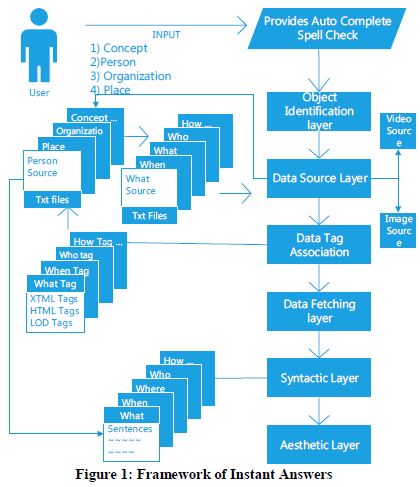 INPUT
1) Concept
2)Person
3) Organization
4) Place
User
Provides Auto Complete
Spell Check
Object
Identification
layer
Video
Sourc
e
Data Source Layer
Image
Sourc
e
Concept ...
Organizatio
Place
Person
Source
Txt files
How ...
Who
What
When
What
Source
Txt Files
How Tag ...
Who tag
When Tag
What Tag
XTML Tags
HTML Tags
LOD Tags
Data Tag
Association
Data Fetching
layer
How ...
Who
Where
When
What
Sentences
~~~~~
~~~~
Syntactic Layer
Aesthetic Layer
Figure 1: Framework of Instant Answers